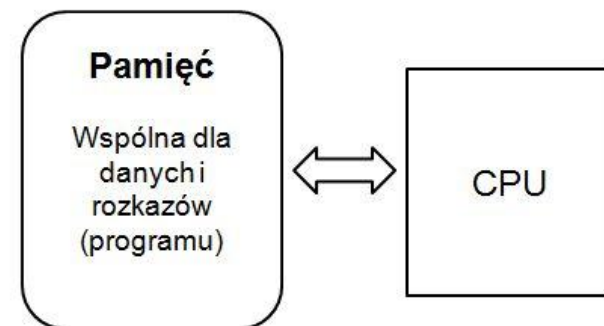 Pamięć
Wspólna dla
danych i
rozkazów
(programu)
CPU